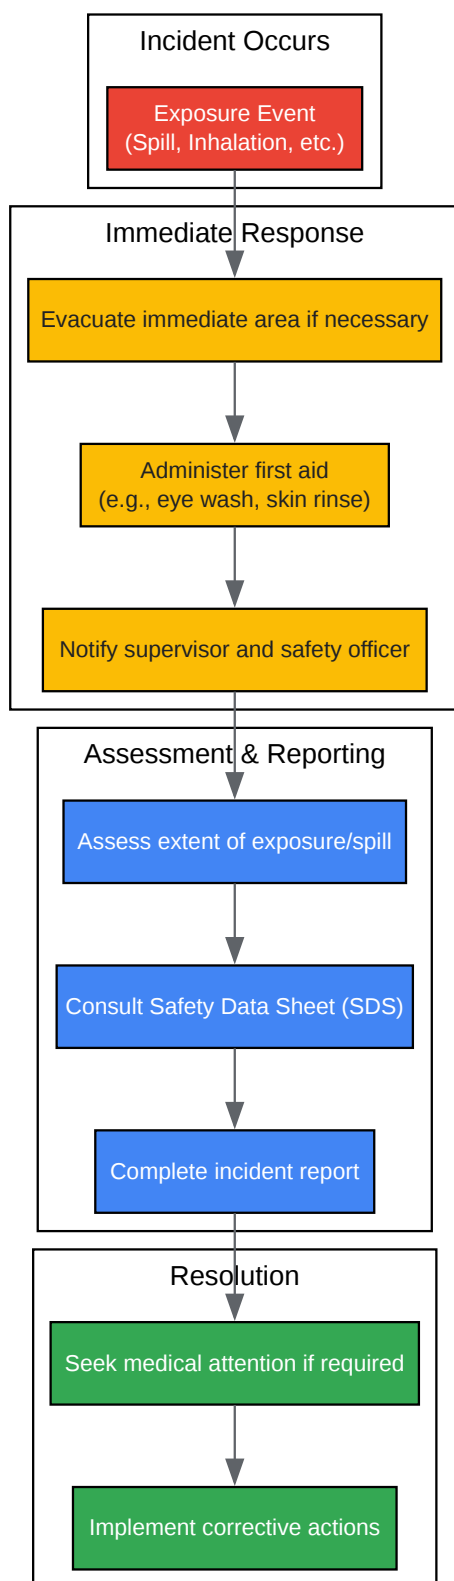 Incident Occurs
Exposure Event
(Spill, Inhalation, etc.)
Immediate Response
Evacuate immediate area if necessary
Administer first aid
(e.g., eye wash, skin rinse)
Notify supervisor and safety officer
Assessment & Reporting
Assess extent of exposure/spill
Consult Safety Data Sheet (SDS)
Complete incident report
Resolution
Seek medical attention if required
Implement corrective actions